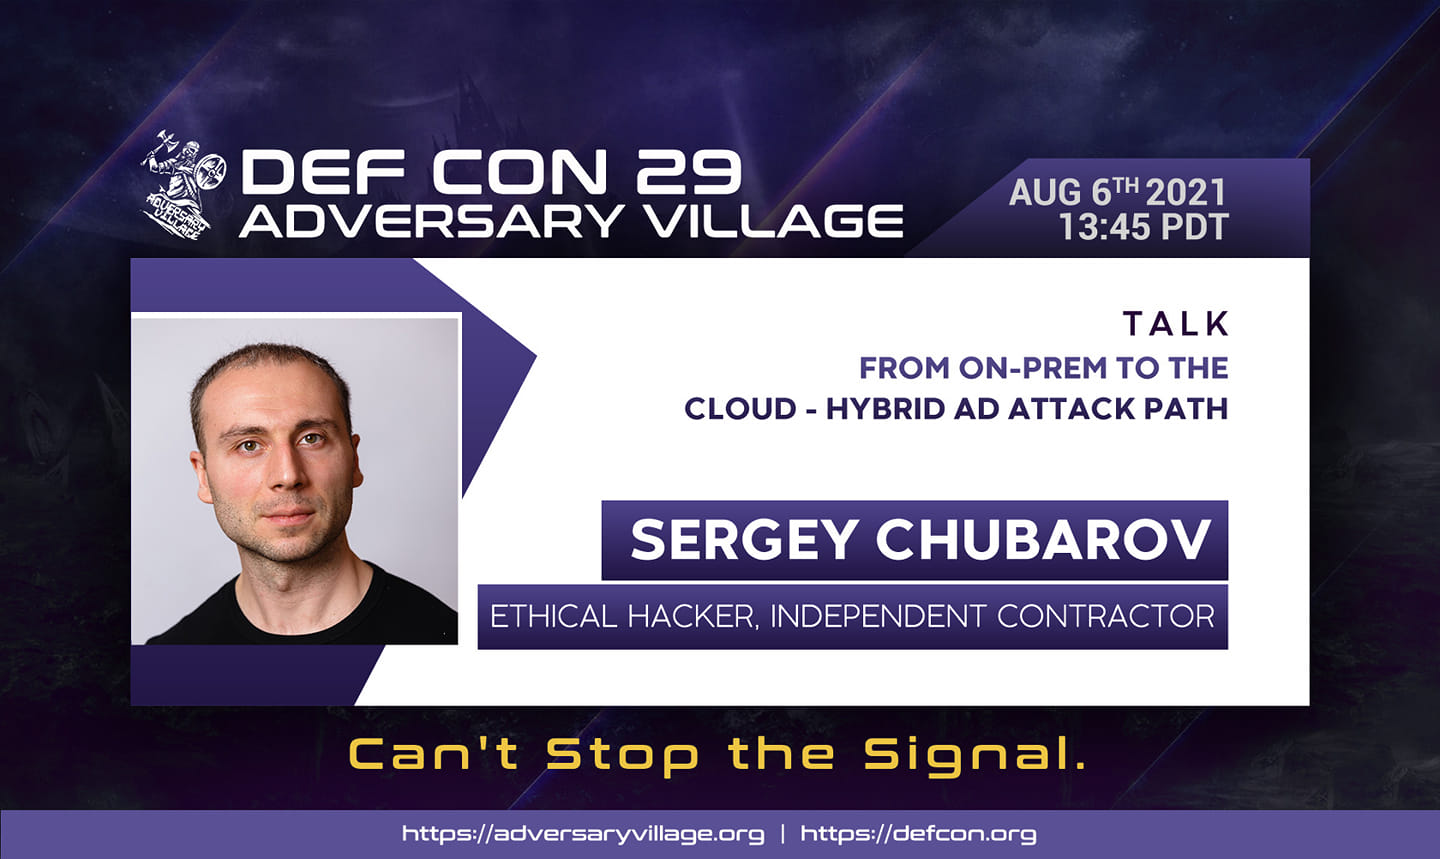 DEF CON 29
ADVERSARY VILLAGE
ADVERSARY
VILLAGE
AUG 6TH 2021
13:45 PDT
TALK
FROM ON-PREM TO THE
CLOUD - HYBRID AD ATTACK PATH
SERGEY CHUBAROV
ETHICAL HACKER, INDEPENDENT CONTRACTOR
Can't Stop the Signal.
https://adversaryvillage.org | https://defcon.org